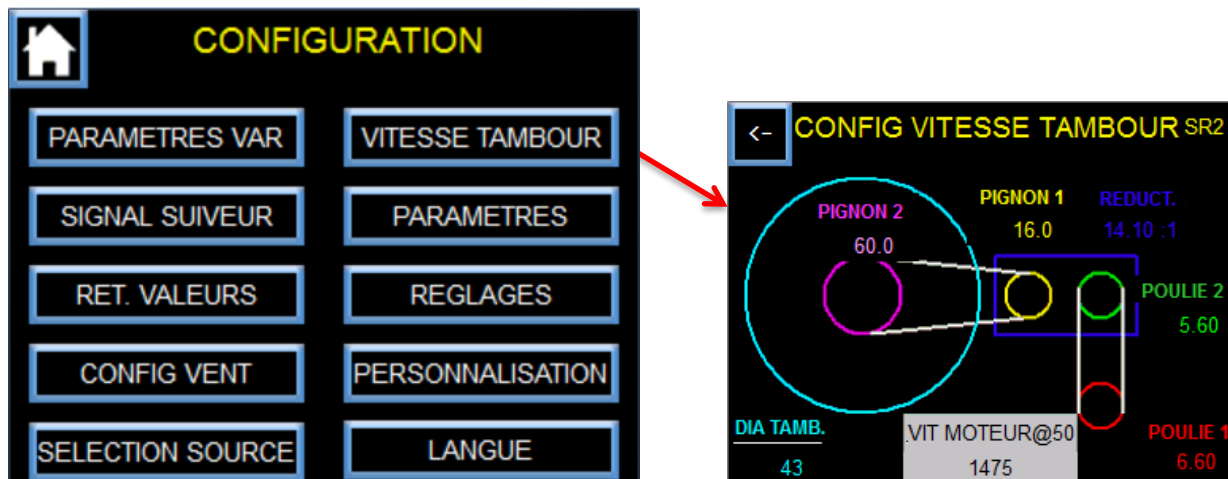 CONFIGURATION
PARAMETRES VAR
VITESSE TAMBOUR
SIGNAL SUIVEUR
PARAMETRES
RET. VALEURS
REGLAGES
CONFIG VENT
PERSONNALISATION
SELECTION SOURCE
LANGUE
<-
CONFIG VITESSE TAMBOUR SR2
PIGNON 2
60.0
PIGNON 1
16.0
REDUCT.
14.10 :1
POULIE 2
5.60
DIA TAMB.
43
.VIT MOTEUR@50
1475
POULIE 1
6.60